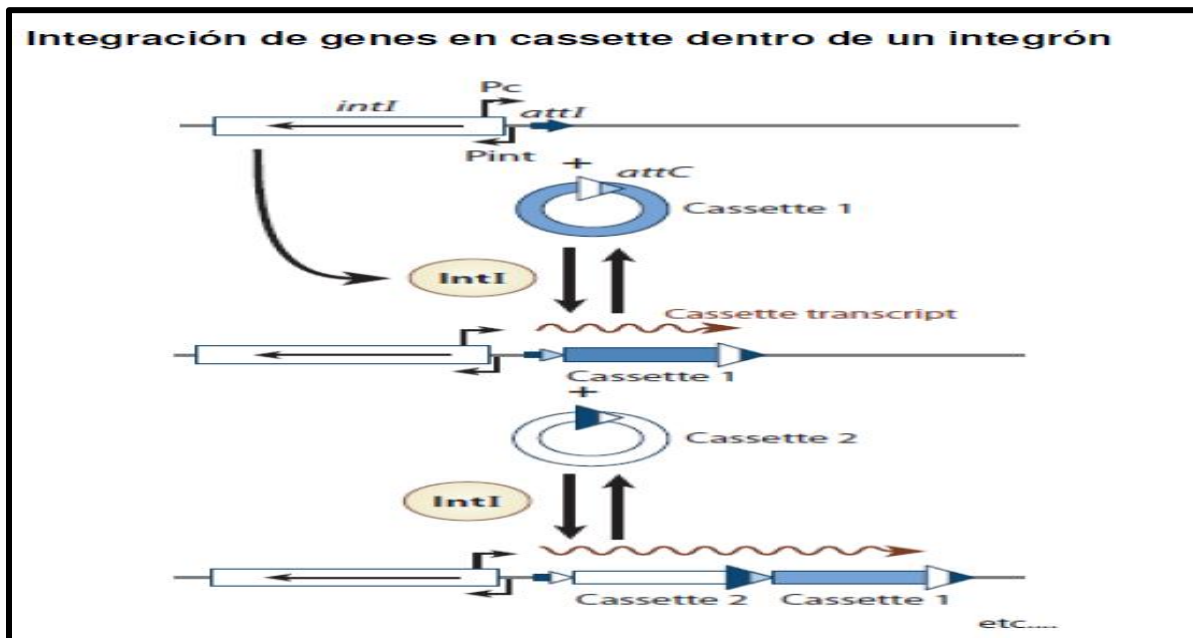 Integración de genes en cassette dentro de un integrón
Pc
intI
attI
Pint
+
attC
Cassette 1
IntI
Cassette transcript
Cassette 1
+
Cassette 2
IntI
Cassette 2
Cassette 1
etc....